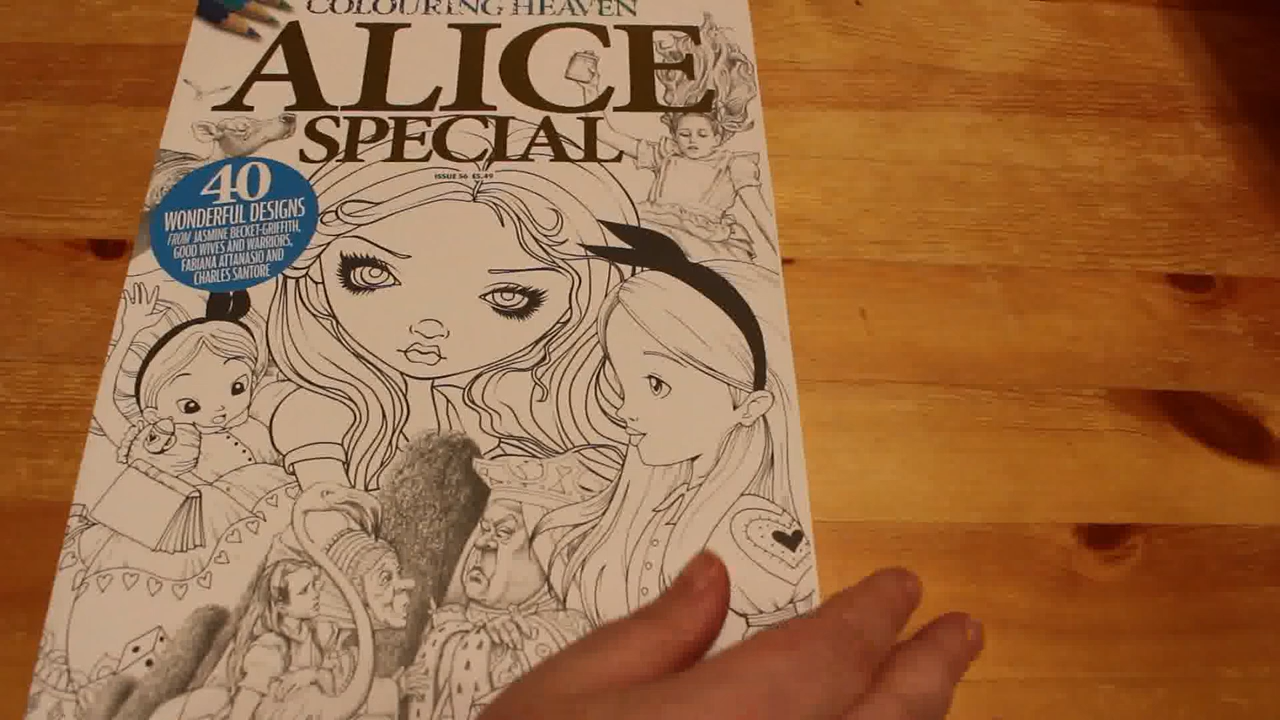 COLOURING HEAVEN
ALICE
SPECIAL
ISSUE 56 £5.49
40
WONDERFUL DESIGNS
FROM JASMINE BECKET-GRIFFITH,
GOOD WIVES AND WARRIORS,
FABIANA ATTANASIO AND
CHARLES SANTORE